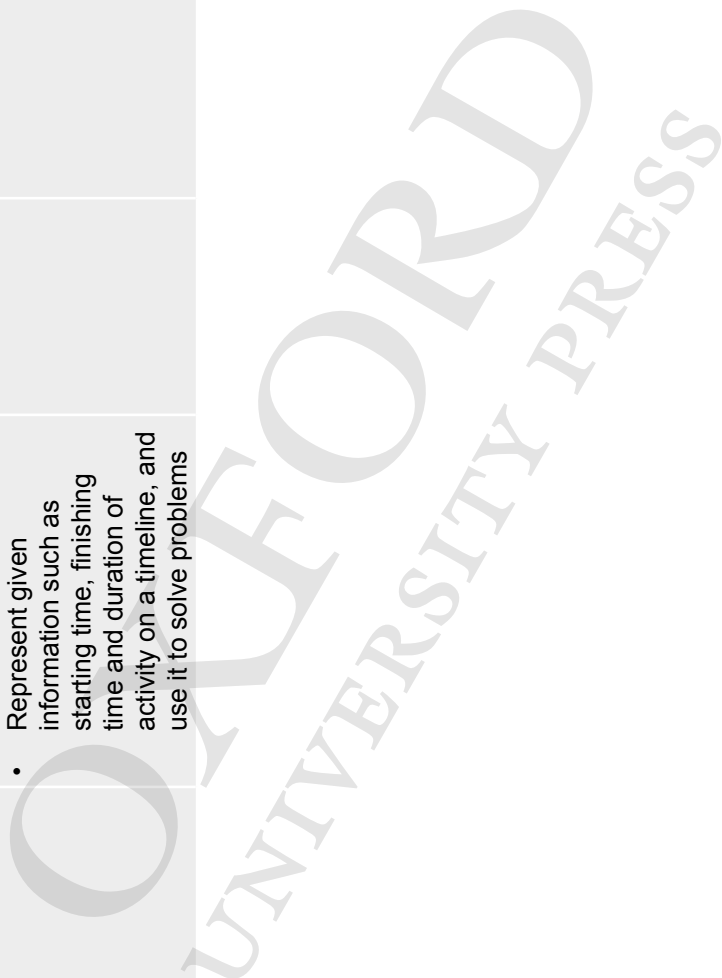 • Represent given
information such as
starting time, finishing
time and duration of
activity on a timeline, and
use it to solve problems
OXFORD
UNIVERSITY PRESS